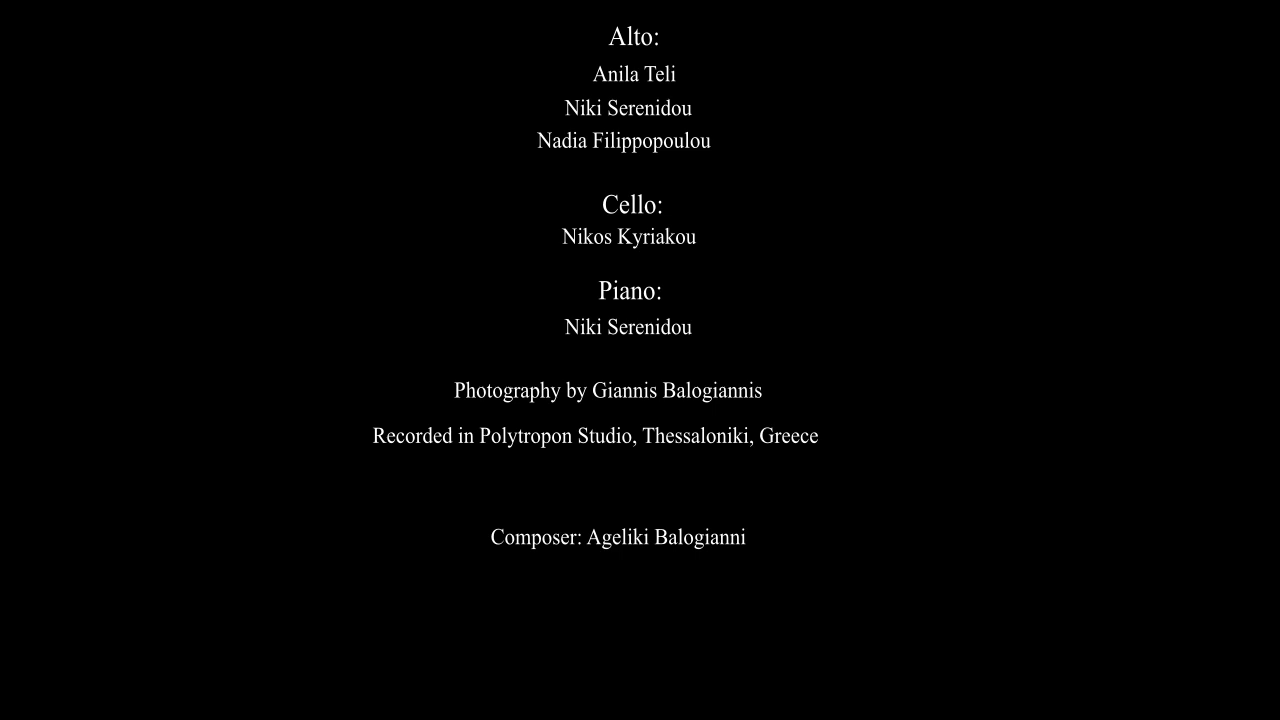 Alto:
Anila Teli
Niki Serenidou
Nadia Filippopoulou
Cello:
Nikos Kyriakou
Piano:
Niki Serenidou
Photography by Giannis Balogiannis
Recorded in Polytropon Studio, Thessaloniki, Greece
Composer: Ageliki Balogianni